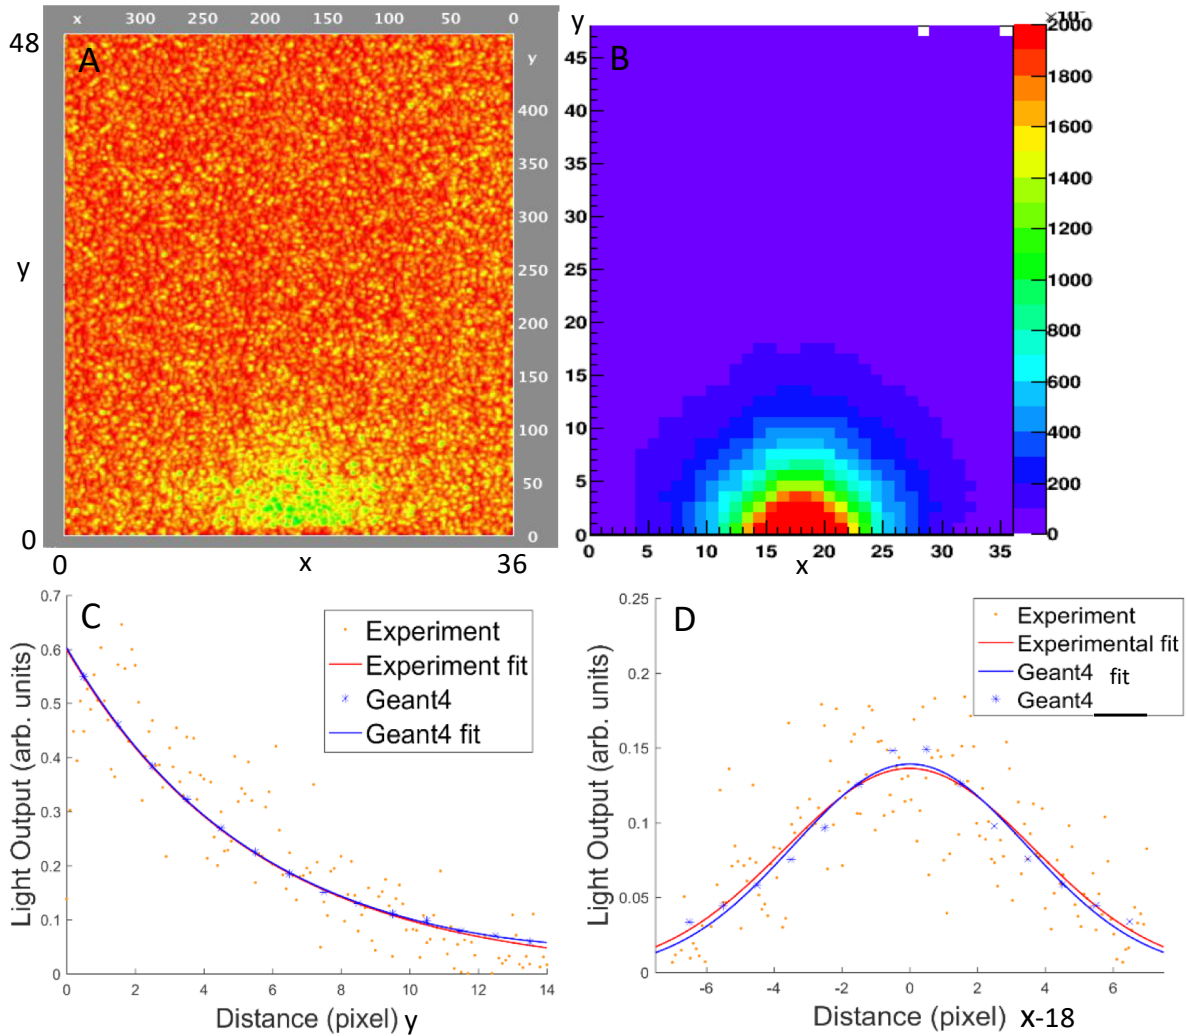 A
x 300 250 200 150 100 50 0
y
400
350
300
250
200
150
100
50
0
48
y
0
0 x 36
B
y
45
40
35
30
25
20
15
10
5
0
0 5 10 15 20 25 30 35
x
2000
1800
1600
1400
1200
1000
800
600
400
200
0
C
0.7
0.6
0.5
0.4
0.3
0.2
0.1
0
0 2 4 6 8 10 12 14
Light Output (arb. units)
Distance (pixel) y
Experiment
Experiment fit
Geant4
Geant4 fit
D
0.25
0.2
0.15
0.1
0.05
0
-6 -4 -2 0 2 4 6
Light Output (arb. units)
Distance (pixel) x-18
Experiment
Experimental fit
Geant4 fit
Geant4